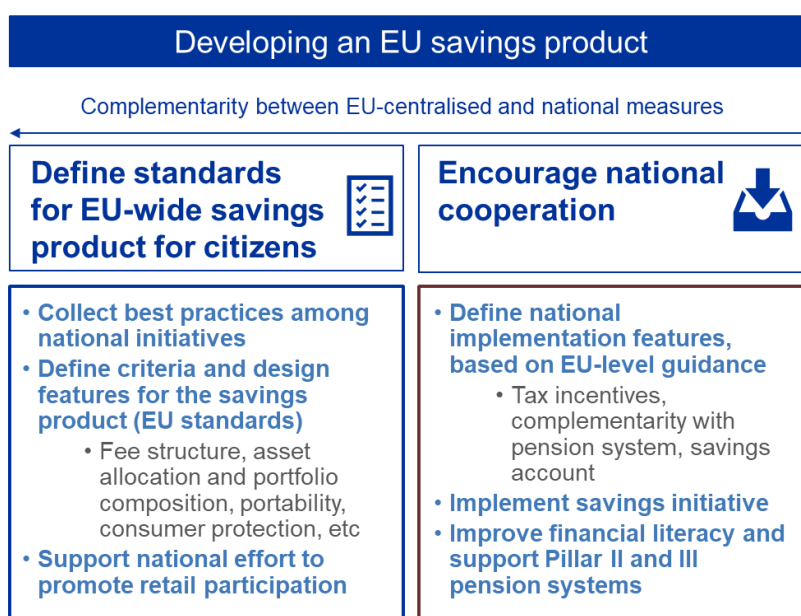 Developing an EU savings product
Complementarity between EU-centralised and national measures
Define standards
for EU-wide savings
product for citizens
Encourage national
cooperation
• Collect best practices among
national initiatives
• Define criteria and design
features for the savings
product (EU standards)
• Fee structure, asset
allocation and portfolio
composition, portability,
consumer protection, etc
• Support national effort to
promote retail participation
• Define national
implementation features,
based on EU-level guidance
• Tax incentives,
complementarity with
pension system, savings
account
• Implement savings initiative
• Improve financial literacy and
support Pillar II and III
pension systems